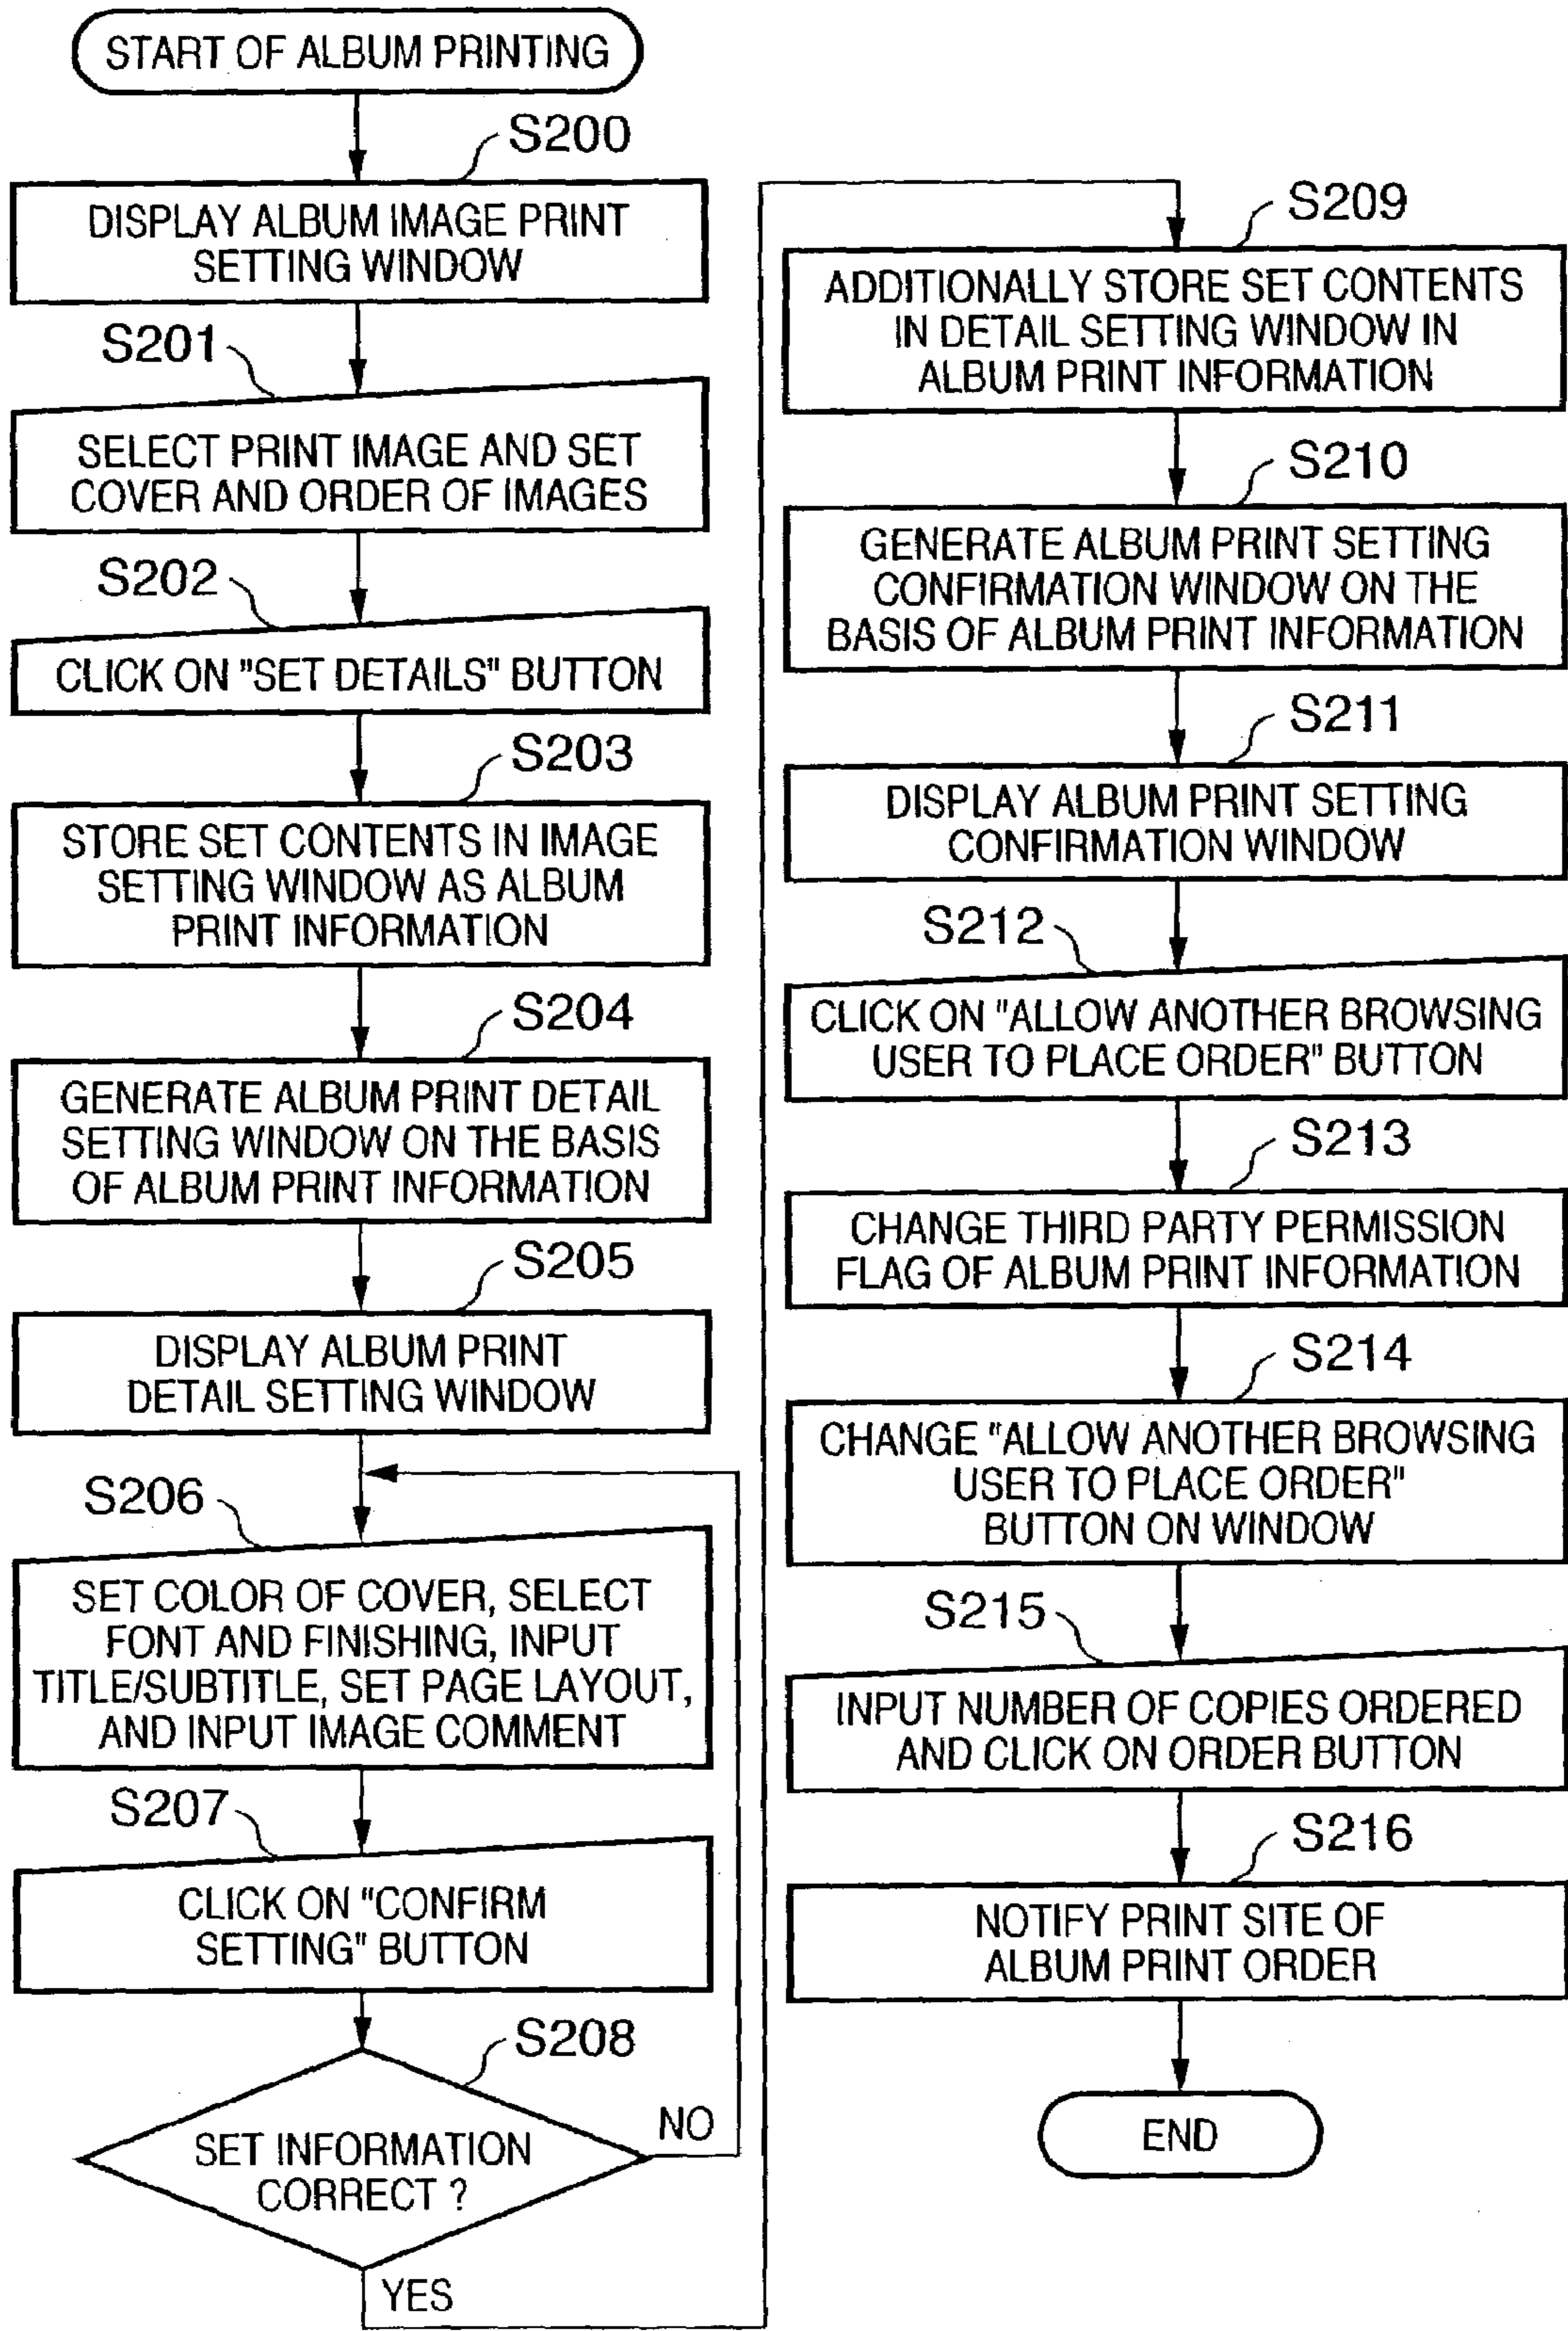 START OF ALBUM PRINTING
S200
DISPLAY ALBUM IMAGE PRINT
SETTING WINDOW
S201
SELECT PRINT IMAGE AND SET
COVER AND ORDER OF IMAGES
S202
CLICK ON "SET DETAILS" BUTTON
S203
STORE SET CONTENTS IN IMAGE
SETTING WINDOW AS ALBUM
PRINT INFORMATION
S204
GENERATE ALBUM PRINT DETAIL
SETTING WINDOW ON THE BASIS
OF ALBUM PRINT INFORMATION
S205
DISPLAY ALBUM PRINT
DETAIL SETTING WINDOW
S206
SET COLOR OF COVER, SELECT
FONT AND FINISHING, INPUT
TITLE/SUBTITLE, SET PAGE LAYOUT,
AND INPUT IMAGE COMMENT
S207
CLICK ON "CONFIRM
SETTING" BUTTON
S208
SET INFORMATION
CORRECT ?
NO
YES
S209
ADDITIONALLY STORE SET CONTENTS
IN DETAIL SETTING WINDOW IN
ALBUM PRINT INFORMATION
S210
GENERATE ALBUM PRINT SETTING
CONFIRMATION WINDOW ON THE
BASIS OF ALBUM PRINT INFORMATION
S211
DISPLAY ALBUM PRINT SETTING
CONFIRMATION WINDOW
S212
CLICK ON "ALLOW ANOTHER BROWSING
USER TO PLACE ORDER" BUTTON
S213
CHANGE THIRD PARTY PERMISSION
FLAG OF ALBUM PRINT INFORMATION
S214
CHANGE "ALLOW ANOTHER BROWSING
USER TO PLACE ORDER"
BUTTON ON WINDOW
S215
INPUT NUMBER OF COPIES ORDERED
AND CLICK ON ORDER BUTTON
S216
NOTIFY PRINT SITE OF
ALBUM PRINT ORDER
END